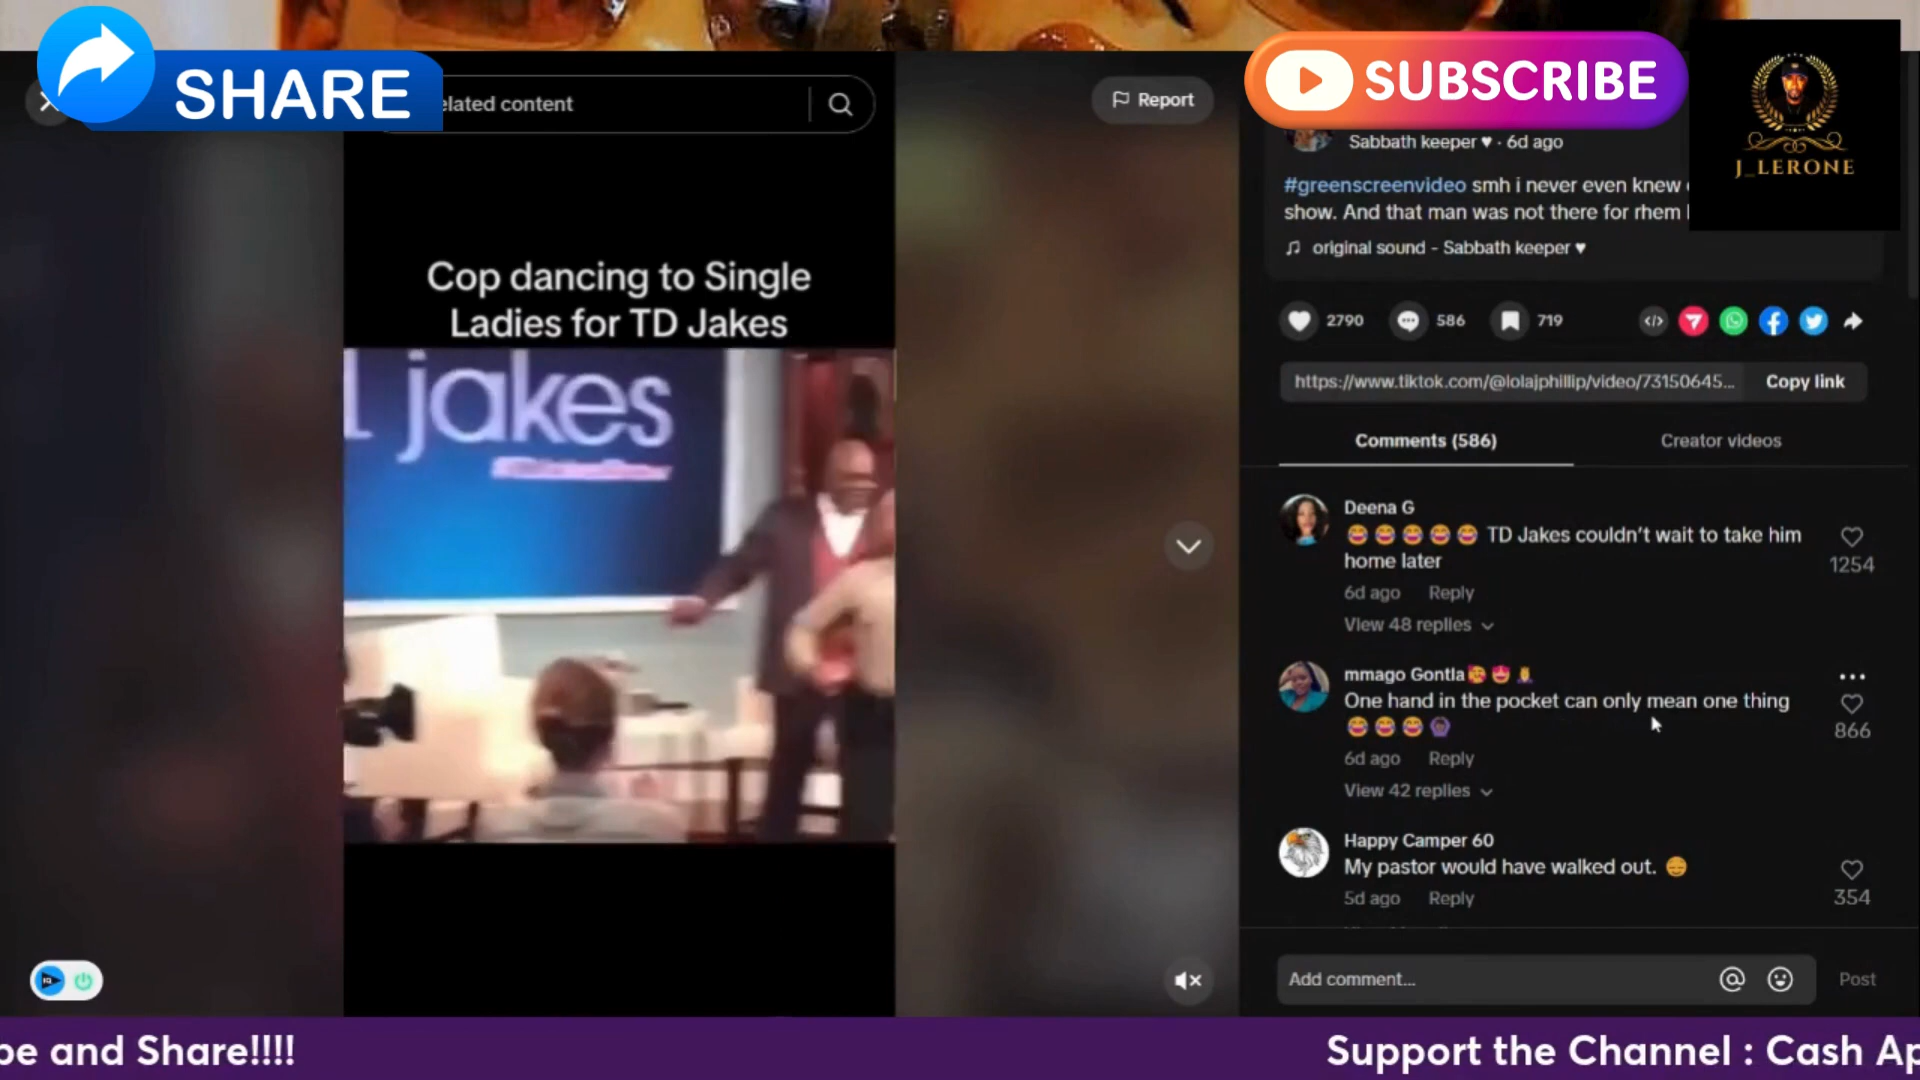 SHARE
elated content
Report
SUBSCRIBE
J_LERONE
Sabbath keeper ♥ · 6d ago
#greenscreenvideo smh i never even knew
show. And that man was not there for rhem
original sound - Sabbath keeper ♥
Cop dancing to Single
Ladies for TD Jakes
jakes
2790
586
719
https://www.tiktok.com/@lolajphillip/video/73150645...
Copy link
Comments (586)
Creator videos
Deena G
😂😂😂😂😂 TD Jakes couldn't wait to take him
home later
1254
6d ago Reply
View 48 replies
mmago Gontla
One hand in the pocket can only mean one thing
😂😂😂
866
6d ago Reply
View 42 replies
Happy Camper 60
My pastor would have walked out.
354
5d ago Reply
Add comment...
Post
be and Share!!!!
Support the Channel : Cash Ap